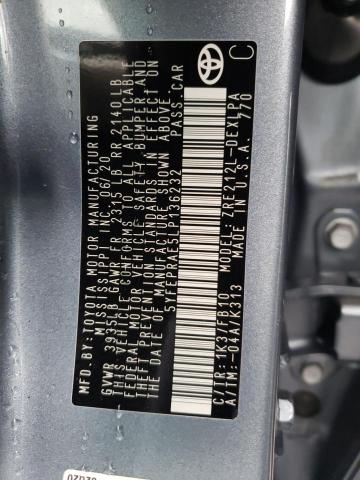 MFD. BY: TOYOTA MOTOR MANUFACTURING
MISSISSIPPI INC. 06/20
GVWR 3955LB GAWR FR 2315 LB RR 2140LB
THIS VEHICLE CONFORMS TO ALL APPLICABLE
FEDERAL MOTOR VEHICLE SAFETY, BUMPER AND
THEFT PREVENTION STANDARDS IN EFFECT ON
THE DATE OF MANUFACTURE SHOWN ABOVE.
5YFEPRAE5LP136232 PASS.CAR
C/TR: 1K3/FB40 MODEL: ZRE212L-DEXLPA
A/TM: -04A/K313 MADE IN U.S.A. 770
C